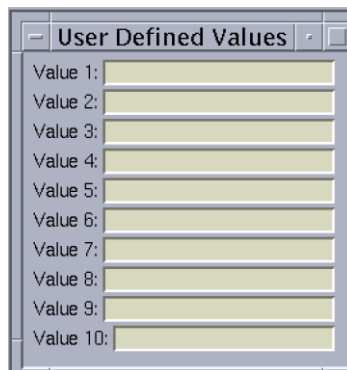 User Defined Values
Value 1:
Value 2:
Value 3:
Value 4:
Value 5:
Value 6:
Value 7:
Value 8:
Value 9:
Value 10: